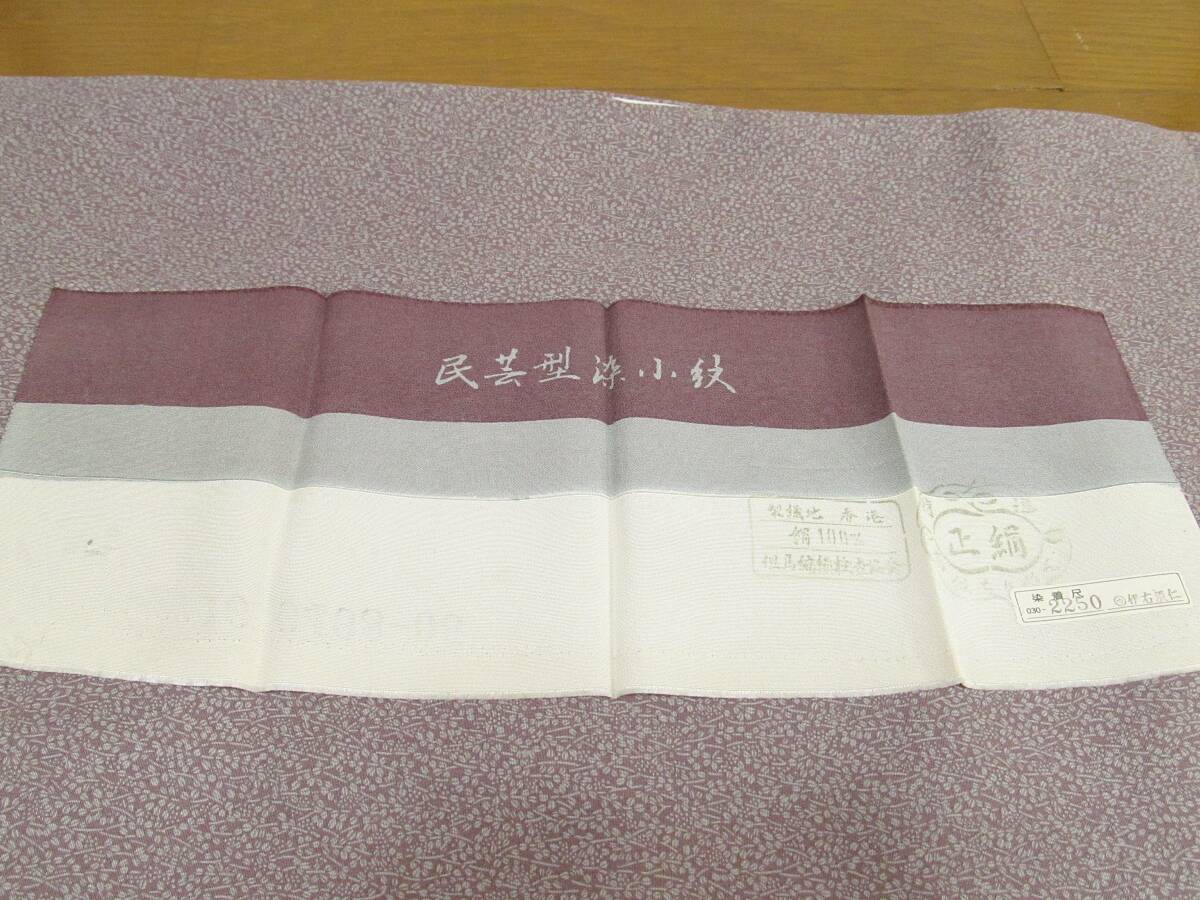 民芸型染小紋
製織地 香港
絹100%
正絹
染着尺
030-2250